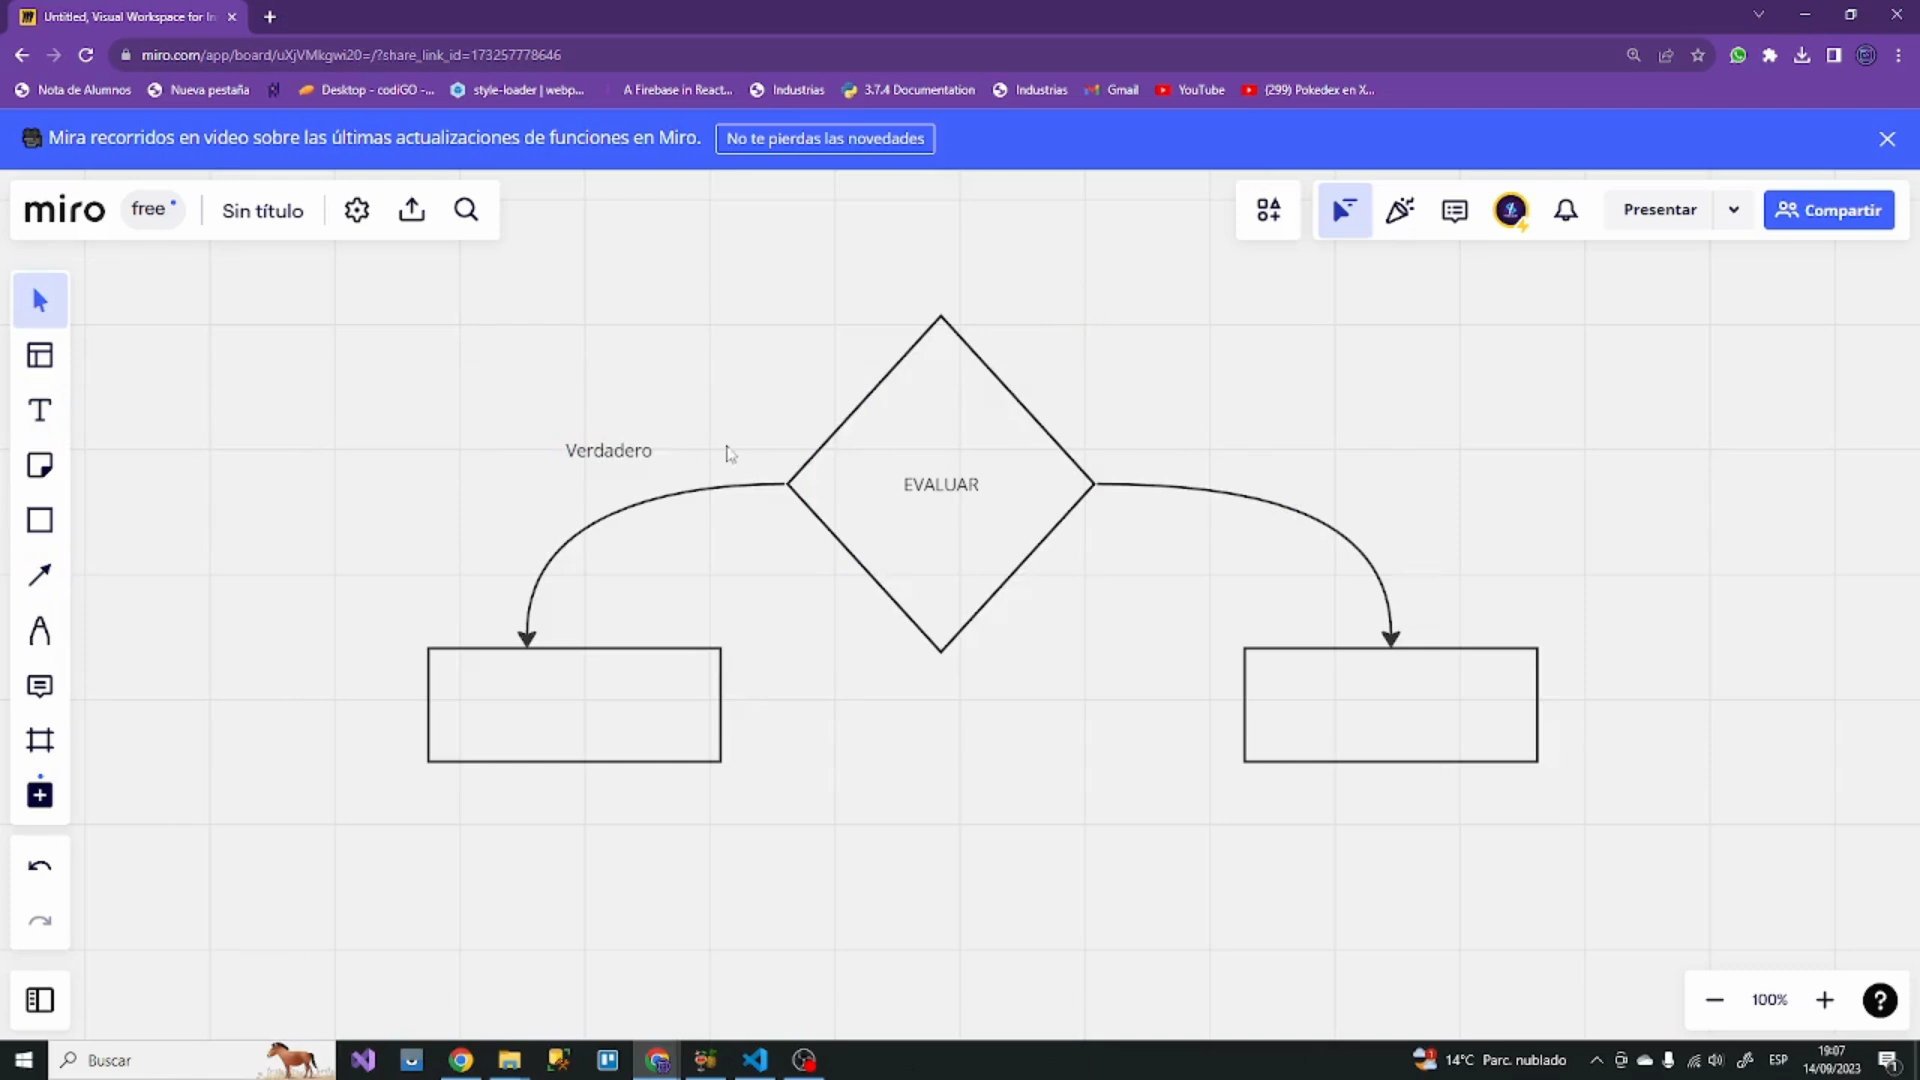 Untitled, Visual Workspace for In
miro.com/app/board/uXjVMkgwi20=/?share_link_id=173257778646
Nota de Alumnos
Nueva pestaña
Desktop - codiGO -...
style-loader | webp...
A Firebase in React...
Industrias
3.7.4 Documentation
Industrias
Gmail
YouTube
(299) Pokedex en X...
Mira recorridos en video sobre las últimas actualizaciones de funciones en Miro.
No te pierdas las novedades
miro
free
Sin título
Presentar
Compartir
Verdadero
EVALUAR
100%
Buscar
14°C Parc. nublado
ESP
19:07
14/09/2023